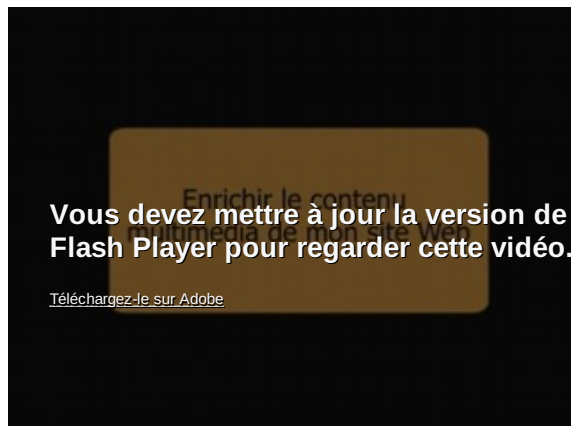 Enrichir le contenu
multimédia de mon site Web
Vous devez mettre à jour la version de
Flash Player pour regarder cette vidéo.
Téléchargez-le sur Adobe